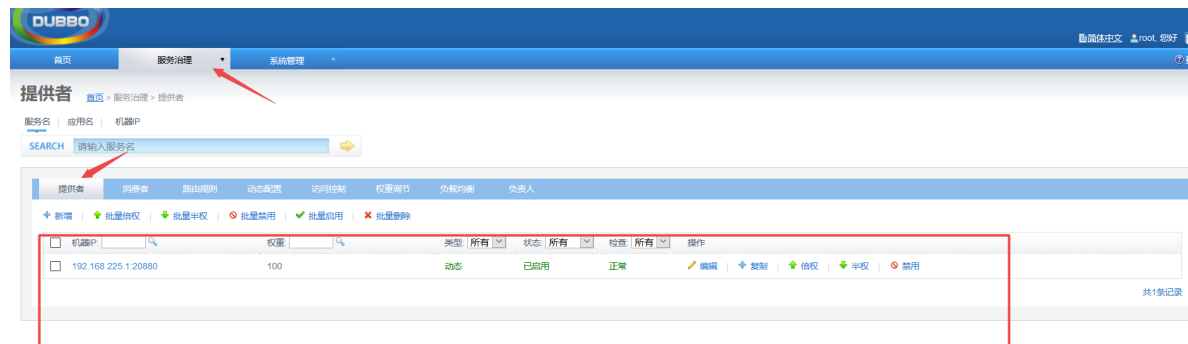 DUBBO
简体中文 root, 您好
首页 服务治理 系统管理
提供者 首页 > 服务治理 > 提供者
服务名 | 应用名 | 机器IP
SEARCH 请输入服务名
提供者 消费者 路由规则 动态配置 访问控制 权重调节 负载均衡 负责人
新增 | 批量倍权 | 批量半权 | 批量禁用 | 批量启用 | 批量删除
机器IP: 权重: 类型: 所有 状态: 所有 检查: 所有 操作
192.168.225.1:20880 100 动态 已启用 正常 编辑 | 复制 | 倍权 | 半权 | 禁用
共1条记录